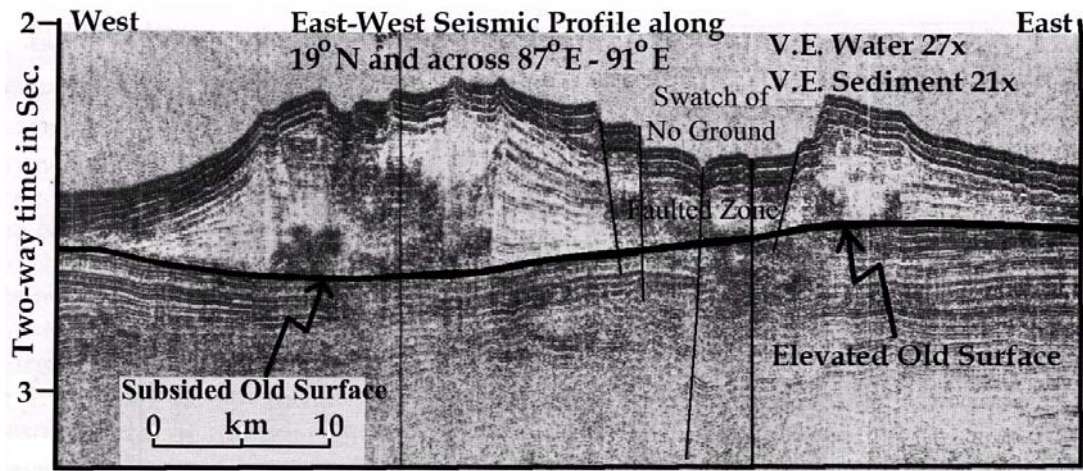 2
West
East-West Seismic Profile along
19°N and across 87°E - 91°E
East
V.E. Water 27x
V.E. Sediment 21x
Swatch of
No Ground
Faulted Zone
Two-way time in Sec.
Elevated Old Surface
3
Subsided Old Surface
0 km 10